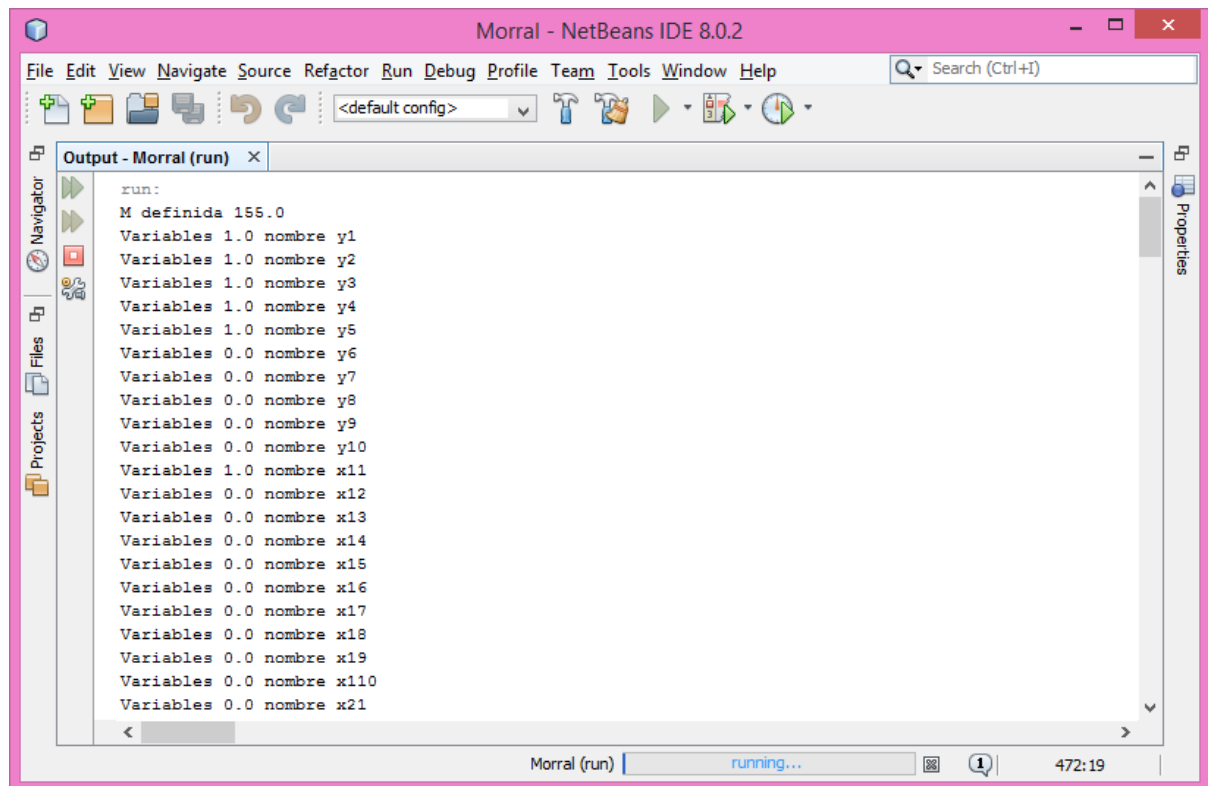 Morral - NetBeans IDE 8.0.2
File Edit View Navigate Source Refactor Run Debug Profile Team Tools Window Help
Search (Ctrl+I)
<default config>
Output - Morral (run)
Navigator
Files
Projects
Properties
run:
M definida 155.0
Variables 1.0 nombre y1
Variables 1.0 nombre y2
Variables 1.0 nombre y3
Variables 1.0 nombre y4
Variables 1.0 nombre y5
Variables 0.0 nombre y6
Variables 0.0 nombre y7
Variables 0.0 nombre y8
Variables 0.0 nombre y9
Variables 0.0 nombre y10
Variables 1.0 nombre x11
Variables 0.0 nombre x12
Variables 0.0 nombre x13
Variables 0.0 nombre x14
Variables 0.0 nombre x15
Variables 0.0 nombre x16
Variables 0.0 nombre x17
Variables 0.0 nombre x18
Variables 0.0 nombre x19
Variables 0.0 nombre x110
Variables 0.0 nombre x21
Morral (run) running... 1 472:19